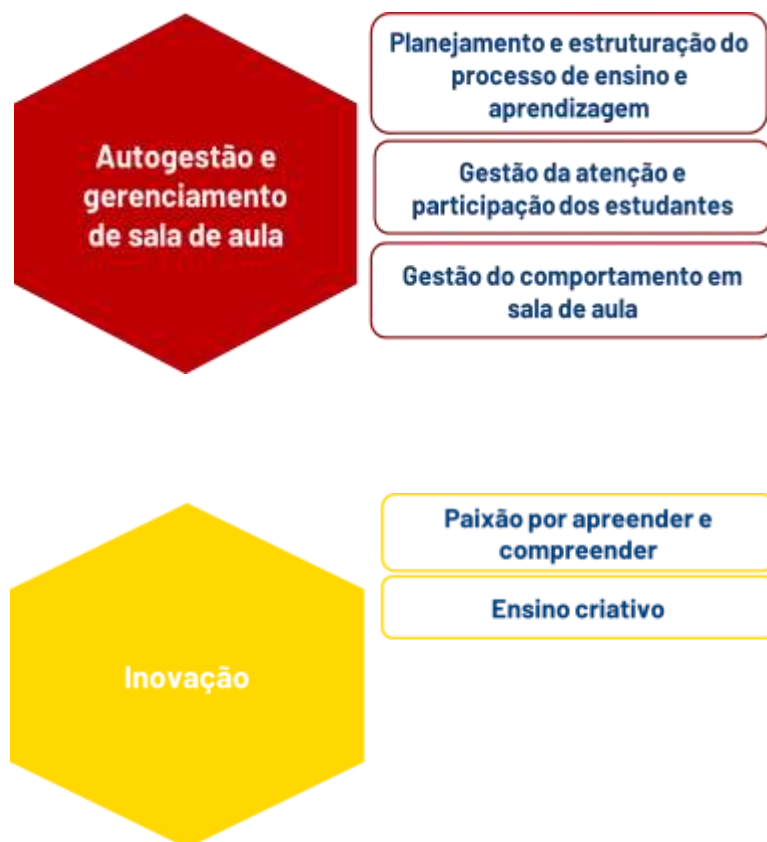 Autogestão e
gerenciamento
de sala de aula
Planejamento e estruturação do
processo de ensino e
aprendizagem
Gestão da atenção e
participação dos estudantes
Gestão do comportamento em
sala de aula
Inovação
Paixão por apreender e
compreender
Ensino criativo